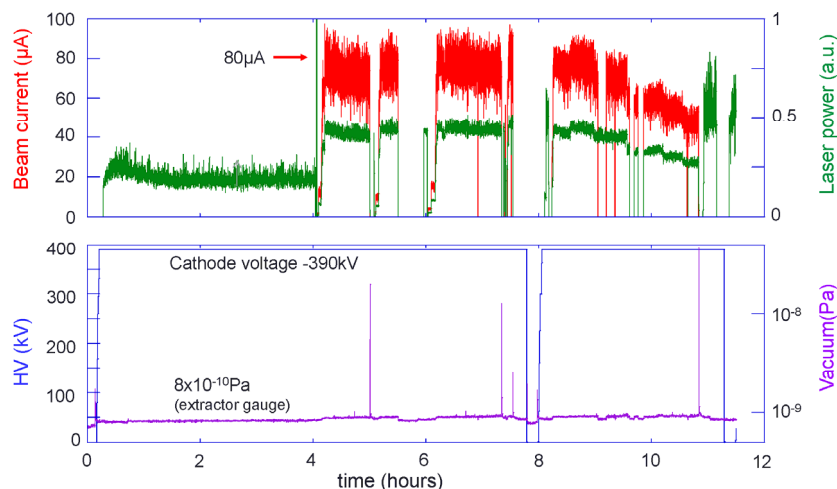 100
80
60
40
20
0
Beam current (µA)
80µA
1
0.5
0
Laser power (a.u.)
400
300
200
100
0
HV (kV)
Cathode voltage -390kV
8x10⁻¹⁰Pa
(extractor gauge)
10⁻⁸
10⁻⁹
Vacuum(Pa)
0 2 4 6 8 10 12
time (hours)